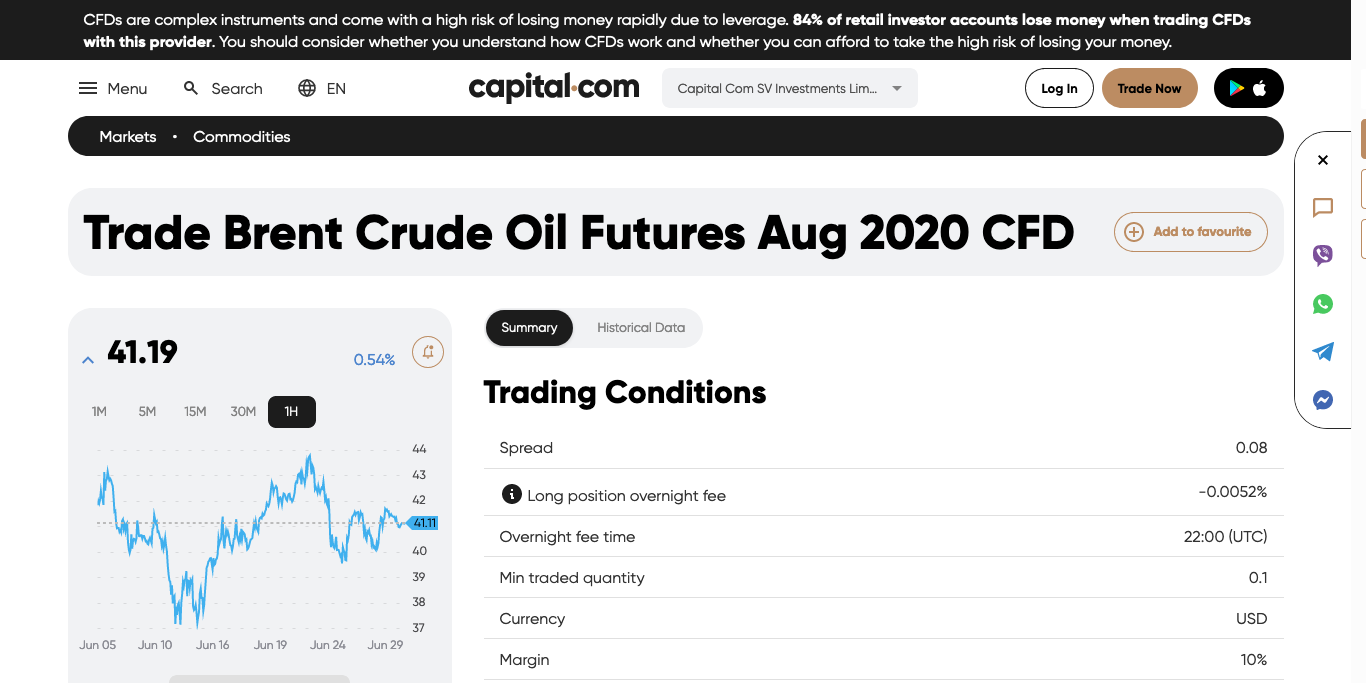 CFDs are complex instruments and come with a high risk of losing money rapidly due to leverage. 84% of retail investor accounts lose money when trading CFDs
with this provider. You should consider whether you understand how CFDs work and whether you can afford to take the high risk of losing your money.
Menu Search EN capital.com Capital Com SV Investments Lim... Log In Trade Now
Markets • Commodities
Trade Brent Crude Oil Futures Aug 2020 CFD
Add to favourite
41.19 0.54%
1M 5M 15M 30M 1H
44
43
42
41.11
40
39
38
37
Jun 05 Jun 10 Jun 16 Jun 19 Jun 24 Jun 29
Summary Historical Data
Trading Conditions
Spread 0.08
Long position overnight fee -0.0052%
Overnight fee time 22:00 (UTC)
Min traded quantity 0.1
Currency USD
Margin 10%